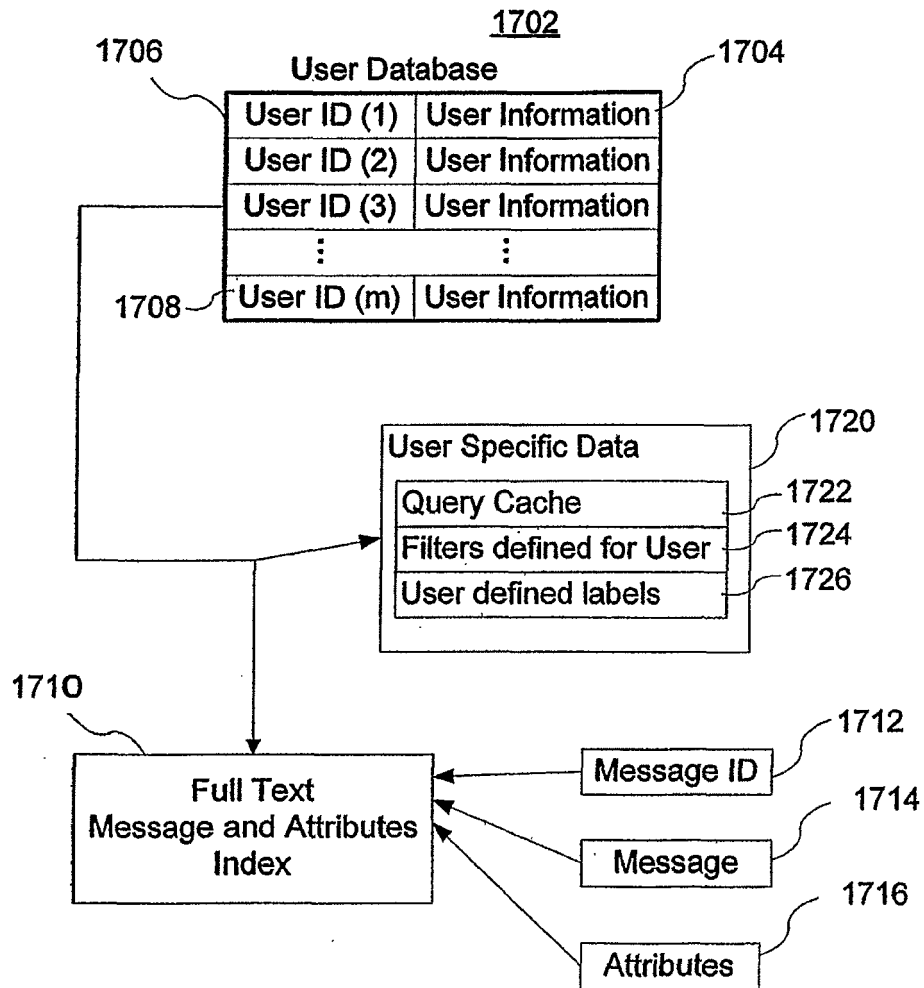 1702
1706
1704
User Database
User ID (1) User Information
User ID (2) User Information
User ID (3) User Information
⋮ ⋮
1708
User ID (m) User Information
1720
User Specific Data
Query Cache
1722
Filters defined for User
1724
User defined labels
1726
1710
Full Text
Message and Attributes
Index
1712
Message ID
1714
Message
1716
Attributes